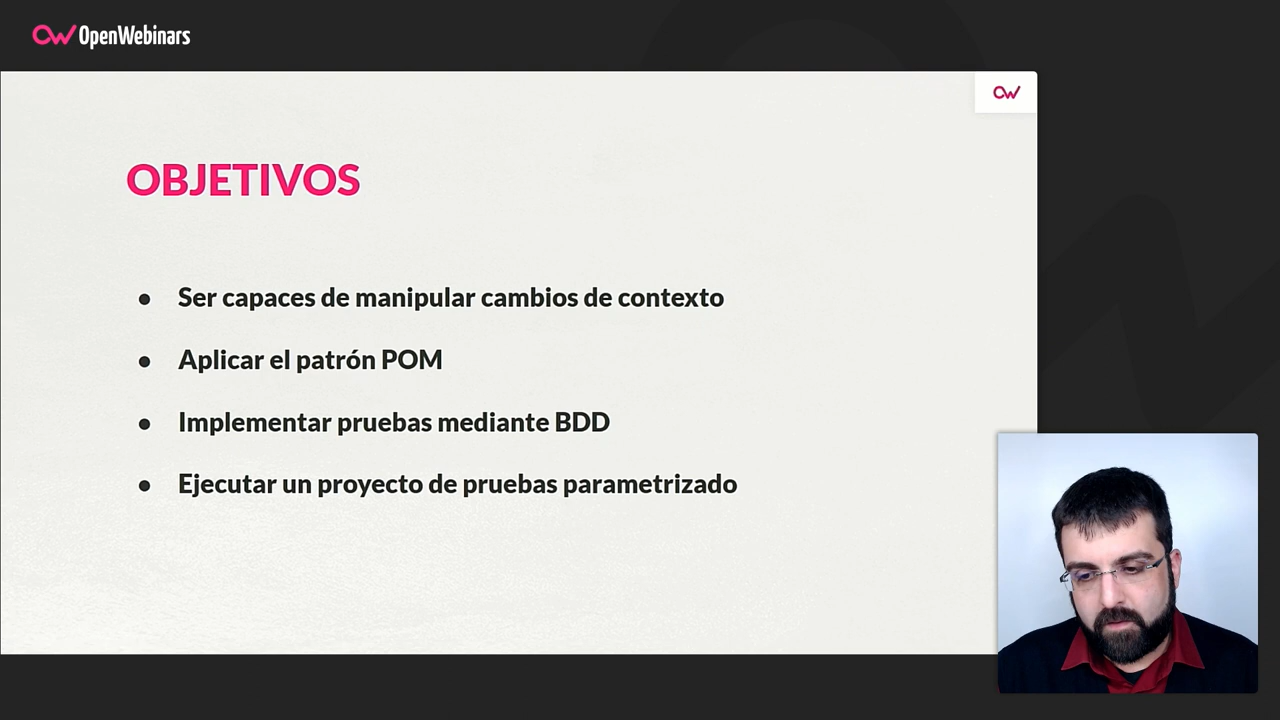 OpenWebinars
OBJETIVOS
● Ser capaces de manipular cambios de contexto
● Aplicar el patrón POM
● Implementar pruebas mediante BDD
● Ejecutar un proyecto de pruebas parametrizado